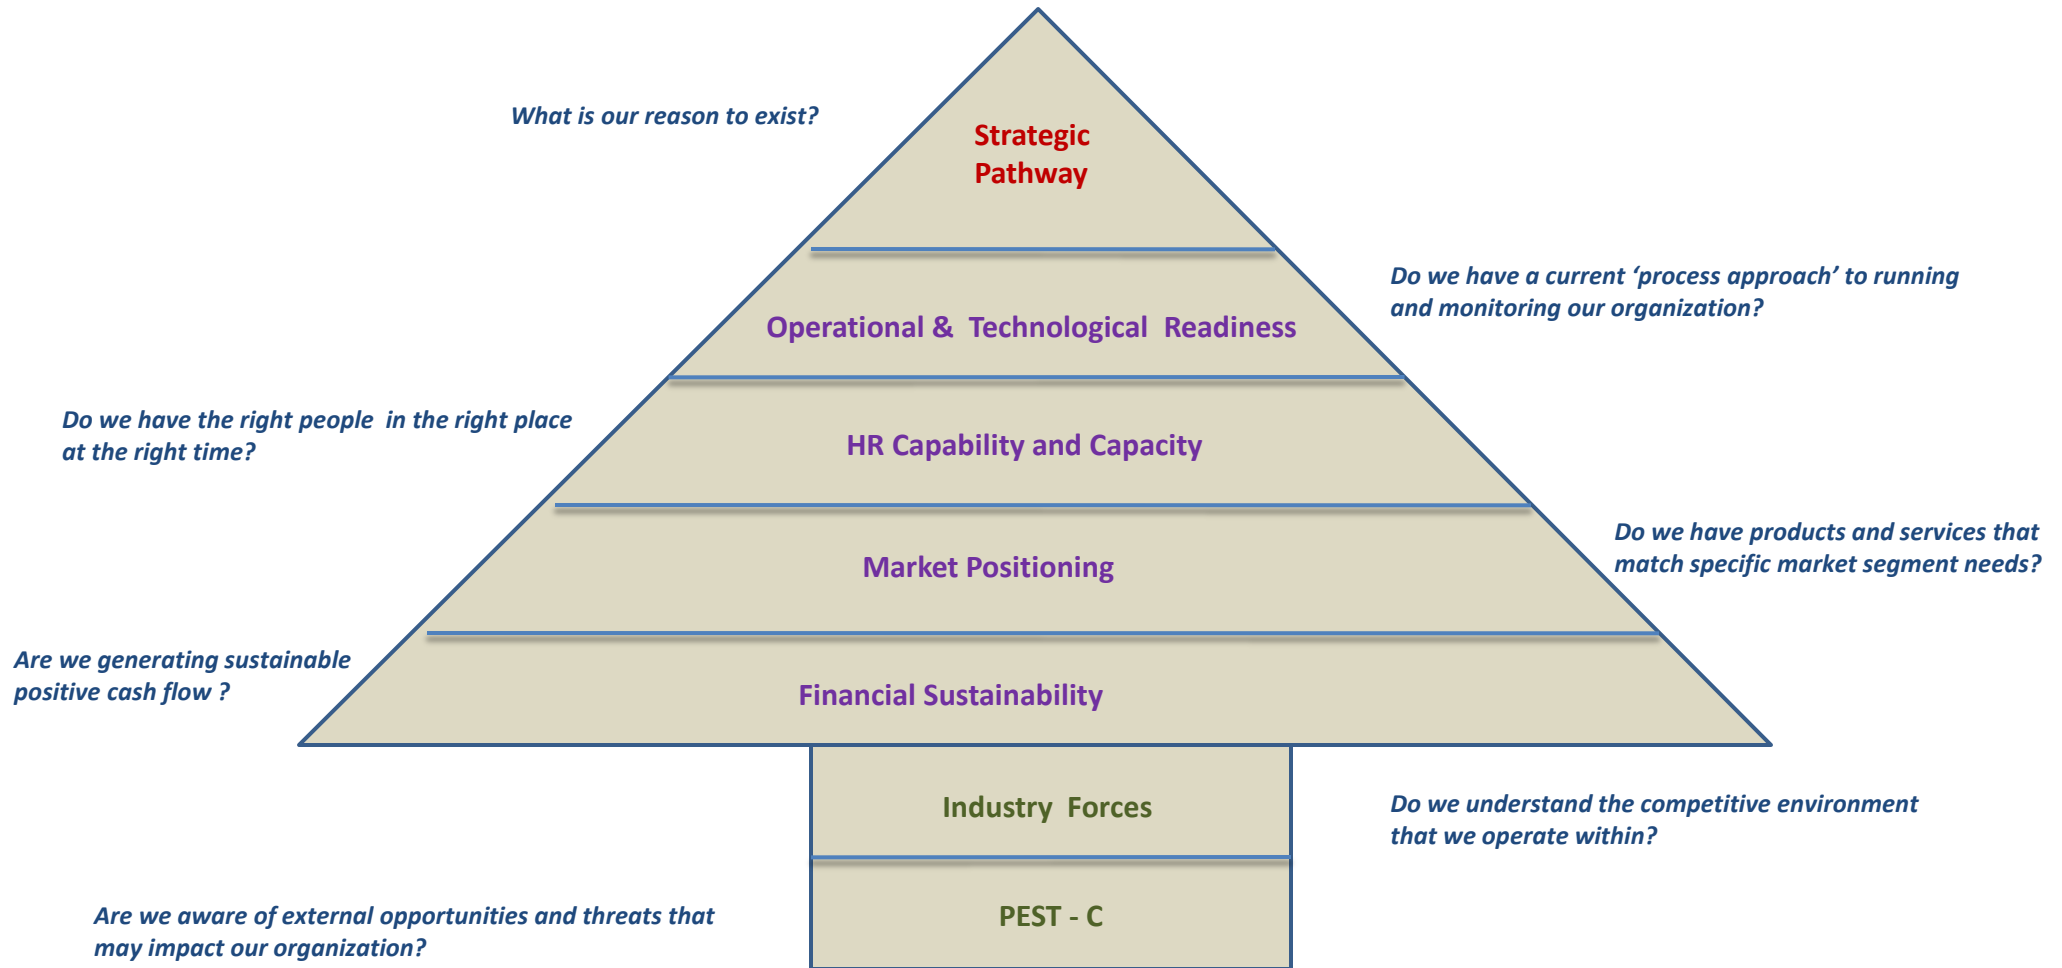 What is our reason to exist?
Strategic
Pathway
Do we have a current ‘process approach’ to running
and monitoring our organization?
Operational &  Technological  Readiness
Do we have the right people  in the right place
at the right time?
HR Capability and Capacity
Do we have products and services that
match specific market segment needs?
Market Positioning
Are we generating sustainable
positive cash flow ?
Financial Sustainability
Industry  Forces
Do we understand the competitive environment
that we operate within?
Are we aware of external opportunities and threats that
may impact our organization?
PEST - C